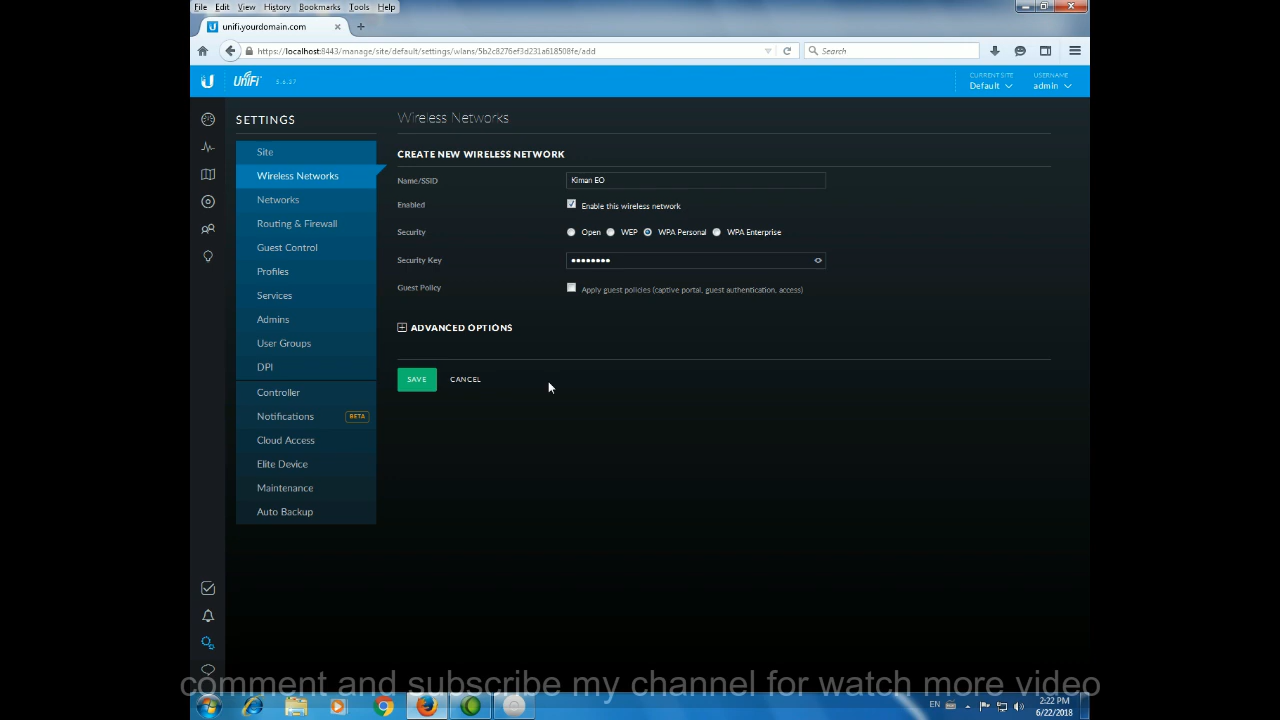 File Edit View History Bookmarks Tools Help
unifi.yourdomain.com
https://localhost:8443/manage/site/default/settings/wlans/5b2c8276ef3d231a618508fe/add
Search
UniFi 5.6.37
CURRENT SITE
Default
USERNAME
admin
SETTINGS
Site
Wireless Networks
Networks
Routing & Firewall
Guest Control
Profiles
Services
Admins
User Groups
DPI
Controller
Notifications BETA
Cloud Access
Elite Device
Maintenance
Auto Backup
Wireless Networks
CREATE NEW WIRELESS NETWORK
Name/SSID Kiman EO
Enabled Enable this wireless network
Security Open WEP WPA Personal WPA Enterprise
Security Key ••••••••
Guest Policy Apply guest policies (captive portal, guest authentication, access)
ADVANCED OPTIONS
SAVE CANCEL
comment and subscribe my channel for watch more video
EN
2:22 PM
6/22/2018